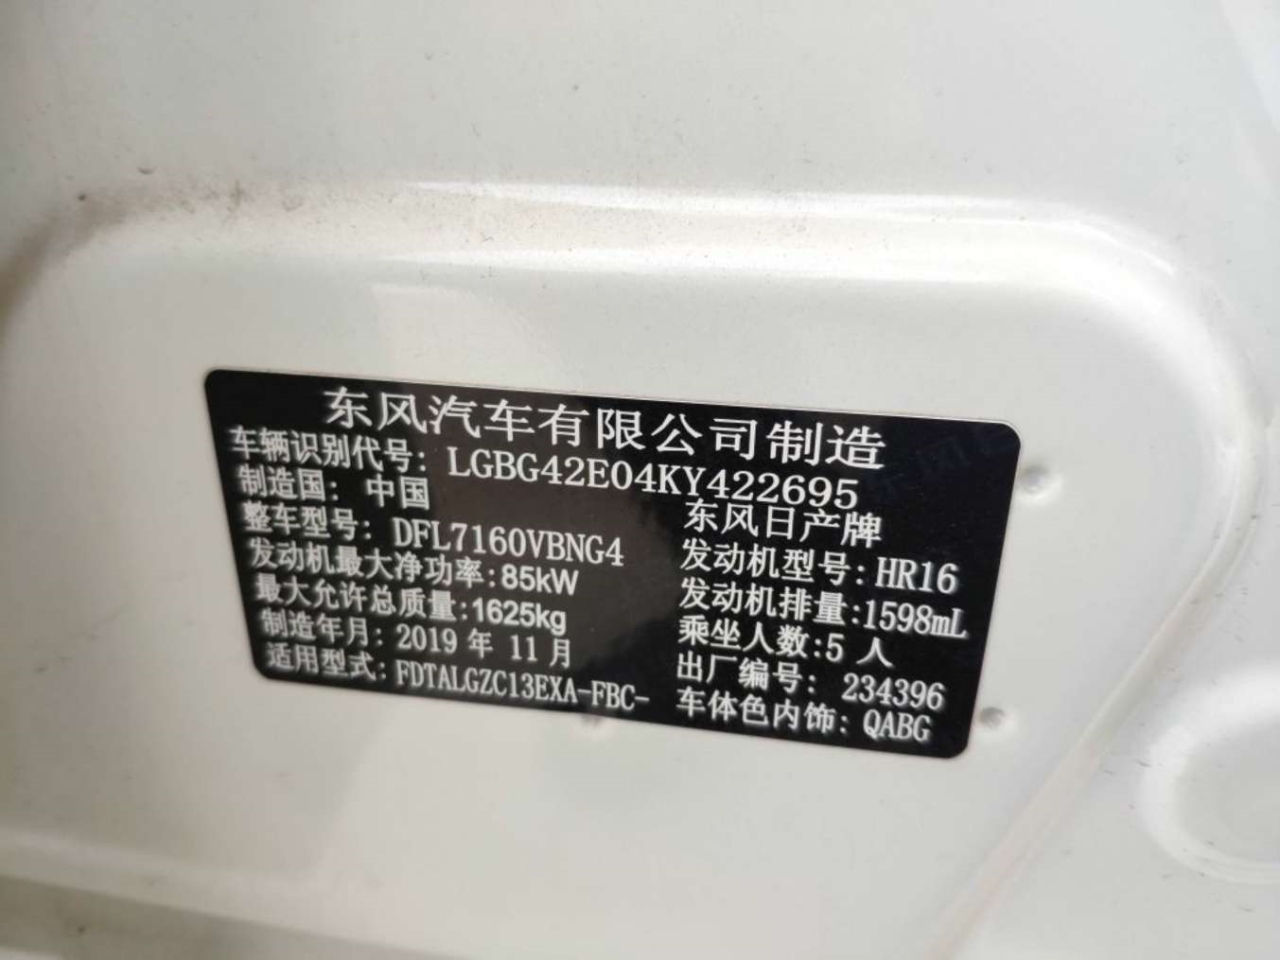 东风汽车有限公司制造
车辆识别代号: LGBG42E04KY422695
制造国: 中国 东风日产牌
整车型号: DFL7160VBNG4 发动机型号: HR16
发动机最大净功率:85kW 发动机排量:1598mL
最大允许总质量:1625kg 乘坐人数:5 人
制造年月: 2019 年 11 月 出厂编号: 234396
适用型式: FDTALGZC13EXA-FBC- 车体色内饰: QABG